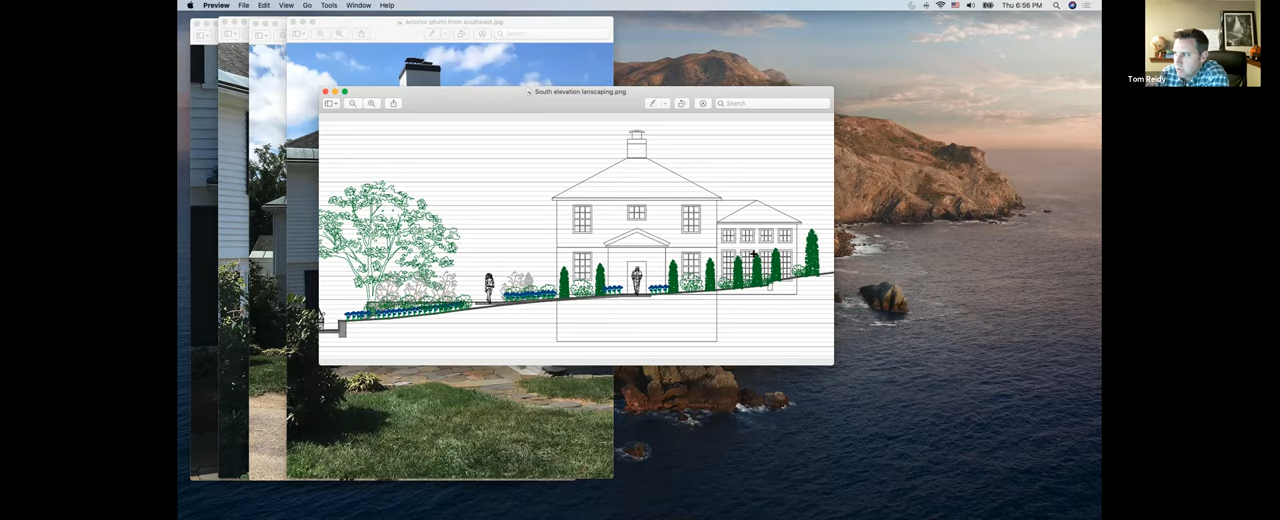 Preview File Edit View Go Tools Window Help
Thu 6:56 PM
exterior photo from southwest.jpg
Search
South elevation lanscaping.png
Search
Tom Reidy